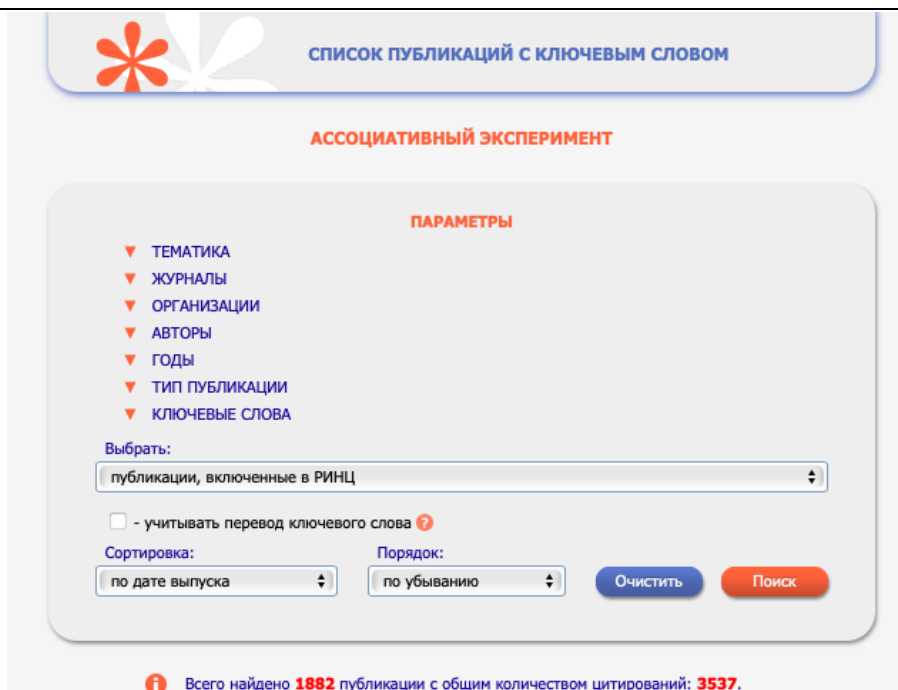 СПИСОК ПУБЛИКАЦИЙ С КЛЮЧЕВЫМ СЛОВОМ
АССОЦИАТИВНЫЙ ЭКСПЕРИМЕНТ
ПАРАМЕТРЫ
ТЕМАТИКА
ЖУРНАЛЫ
ОРГАНИЗАЦИИ
АВТОРЫ
ГОДЫ
ТИП ПУБЛИКАЦИИ
КЛЮЧЕВЫЕ СЛОВА
Выбрать:
публикации, включенные в РИНЦ
- учитывать перевод ключевого слова ?
Сортировка: Порядок:
по дате выпуска по убыванию Очистить Поиск
Всего найдено 1882 публикации с общим количеством цитирований: 3537.